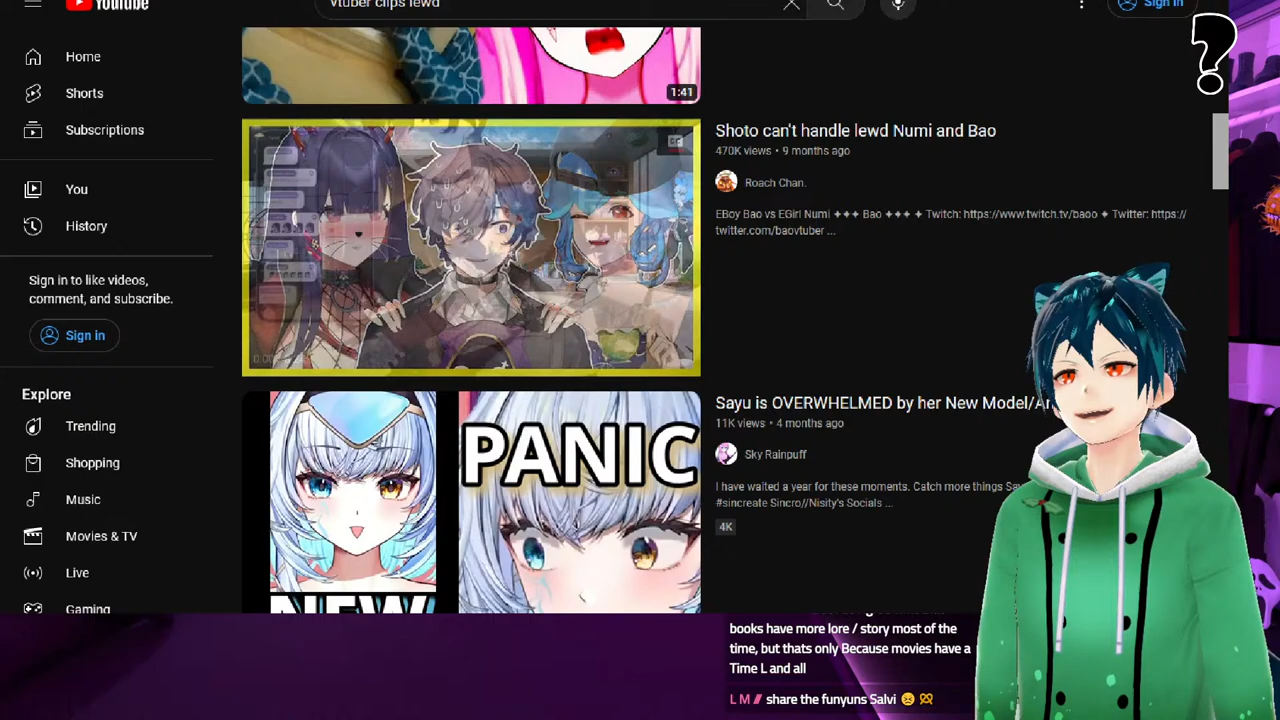 YouTube
vtuber clips lewd
Sign in
Home
Shorts
Subscriptions
You
History
Sign in to like videos,
comment, and subscribe.
Sign in
Explore
Trending
Shopping
Music
Movies & TV
Live
Gaming
1:41
Shoto can't handle lewd Numi and Bao
470K views • 9 months ago
Roach Chan.
EBoy Bao vs EGirl Numi ✦✦✦ Bao ✦✦✦ ✦ Twitch: https://www.twitch.tv/baoo ✦ Twitter: https://
twitter.com/baovtuber ...
PANIC
NEW
Sayu is OVERWHELMED by her New Model/
11K views • 4 months ago
Sky Rainpuff
I have waited a year for these moments. Catch more things
#sincreate Sincro//Nisity's Socials ...
4K
books have more lore / story most of the
time, but thats only Because movies have a
Time L and all
L M share the funyuns Salvi
?